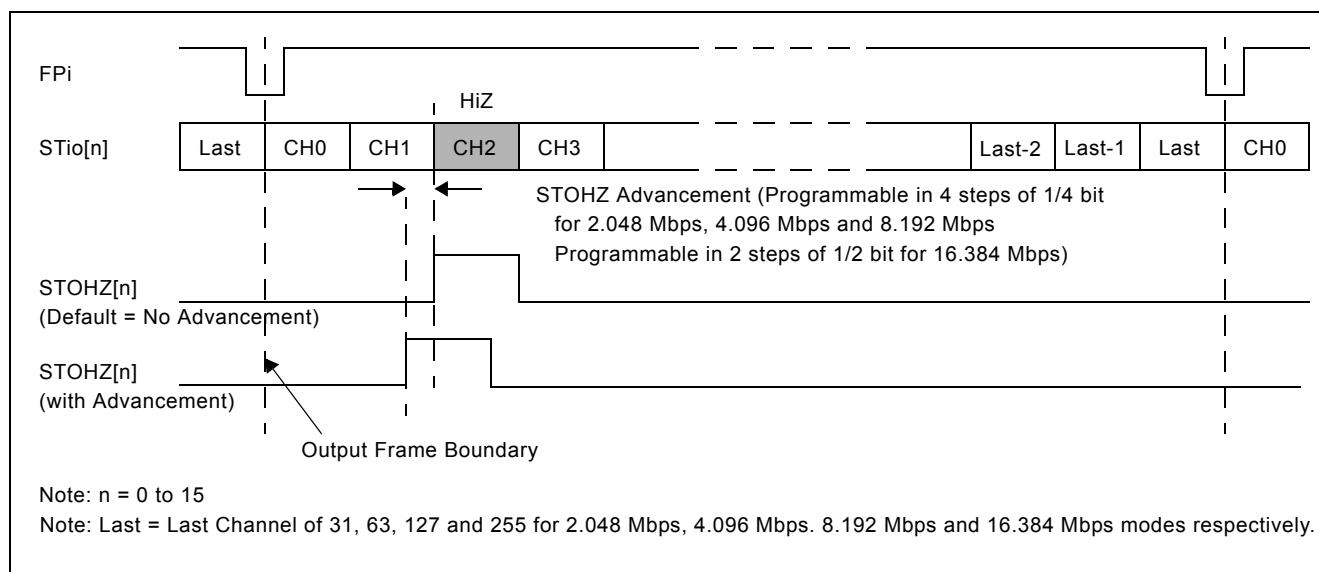 FPi
HiZ
STio[n]
Last CH0 CH1 CH2 CH3 Last-2 Last-1 Last CH0
STOHZ Advancement (Programmable in 4 steps of 1/4 bit
for 2.048 Mbps, 4.096 Mbps and 8.192 Mbps
Programmable in 2 steps of 1/2 bit for 16.384 Mbps)
STOHZ[n]
(Default = No Advancement)
STOHZ[n]
(with Advancement)
Output Frame Boundary
Note: n = 0 to 15
Note: Last = Last Channel of 31, 63, 127 and 255 for 2.048 Mbps, 4.096 Mbps. 8.192 Mbps and 16.384 Mbps modes respectively.